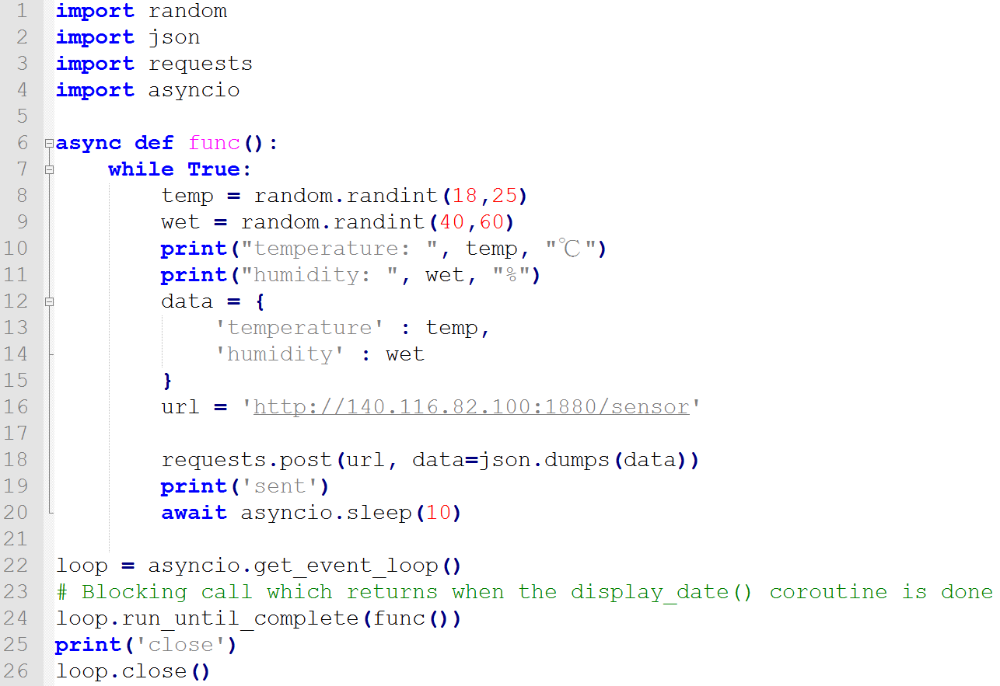 1 import random
2 import json
3 import requests
4 import asyncio
5
6 async def func():
7     while True:
8         temp = random.randint(18,25)
9         wet = random.randint(40,60)
10         print("temperature: ", temp, "℃")
11         print("humidity: ", wet, "%")
12         data = {
13             'temperature' : temp,
14             'humidity' : wet
15         }
16         url = 'http://140.116.82.100:1880/sensor'
17
18         requests.post(url, data=json.dumps(data))
19         print('sent')
20         await asyncio.sleep(10)
21
22 loop = asyncio.get_event_loop()
23 # Blocking call which returns when the display_date() coroutine is done
24 loop.run_until_complete(func())
25 print('close')
26 loop.close()